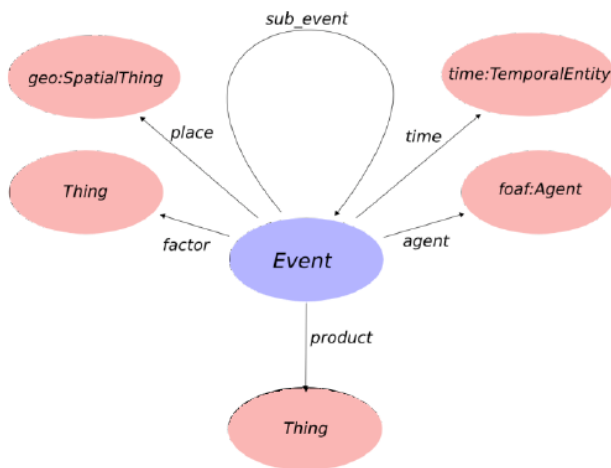 sub_event
geo:SpatialThing
time:TemporalEntity
place
time
Thing
foaf:Agent
factor
agent
Event
product
Thing